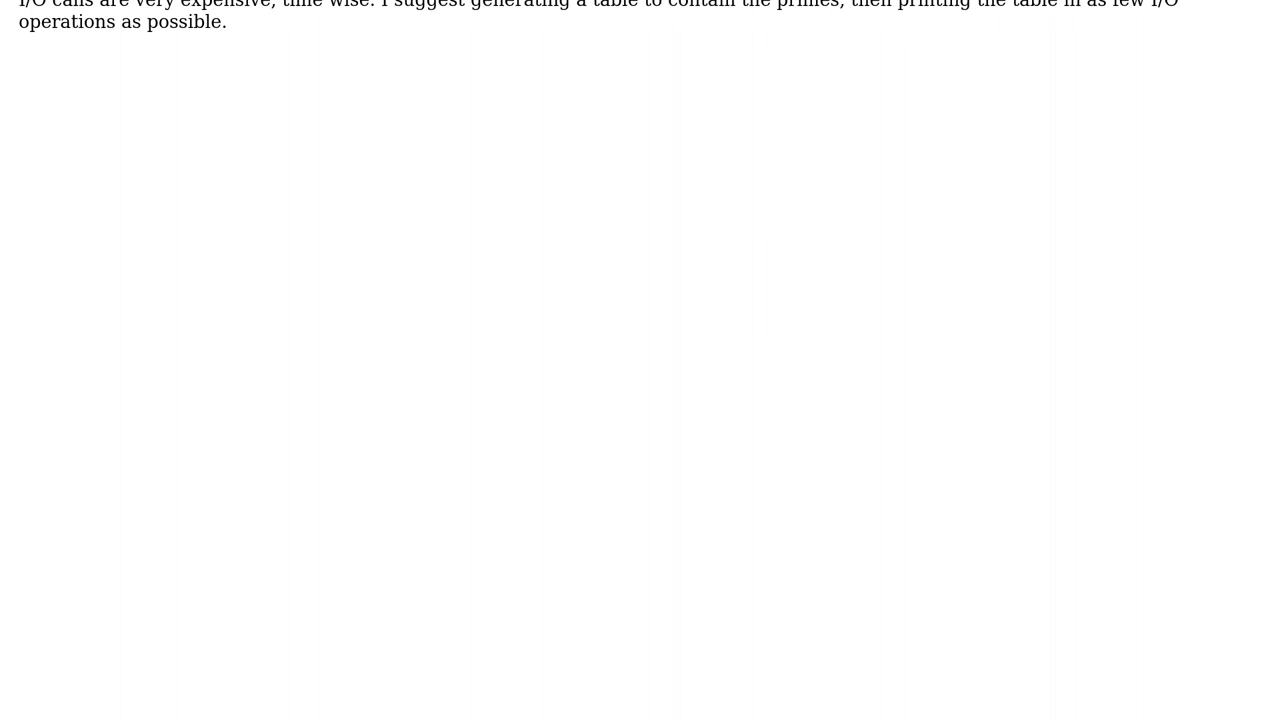 I/O calls are very expensive, time wise. I suggest generating a table to contain the primes, then printing the table in as few I/O
operations as possible.